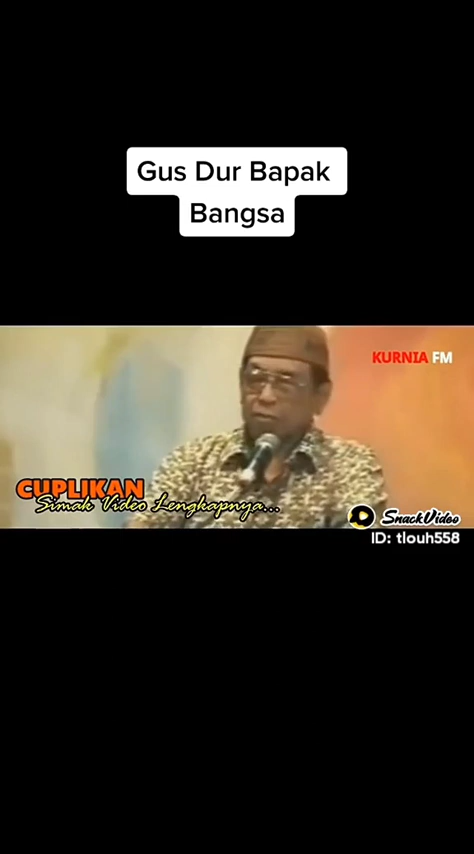 Gus Dur Bapak
Bangsa
KURNIA FM
CUPLIKAN
Simak Video Lengkapnya...
SnackVideo
ID: tlouh558